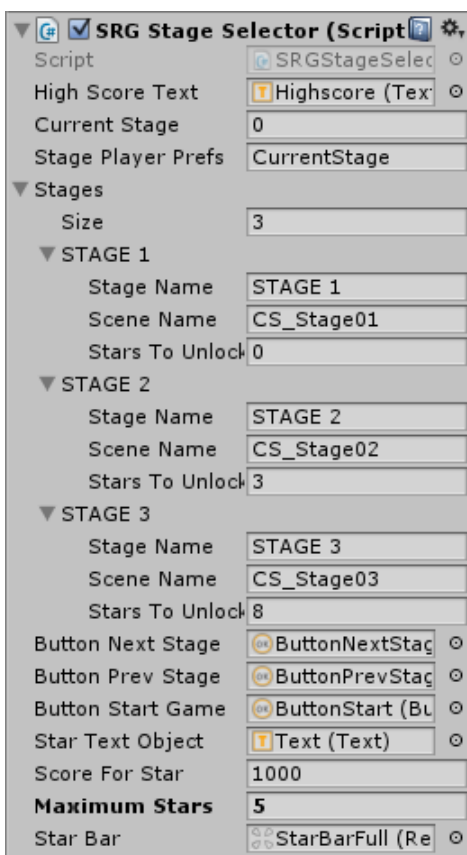 SRG Stage Selector (Script
Script SRGStageSelec
High Score Text Highscore (Tex
Current Stage 0
Stage Player Prefs CurrentStage
Stages
Size 3
STAGE 1
Stage Name STAGE 1
Scene Name CS_Stage01
Stars To Unlock 0
STAGE 2
Stage Name STAGE 2
Scene Name CS_Stage02
Stars To Unlock 3
STAGE 3
Stage Name STAGE 3
Scene Name CS_Stage03
Stars To Unlock 8
Button Next Stage ButtonNextStag
Button Prev Stage ButtonPrevStag
Button Start Game ButtonStart (Bu
Star Text Object Text (Text)
Score For Star 1000
Maximum Stars 5
Star Bar StarBarFull (Re